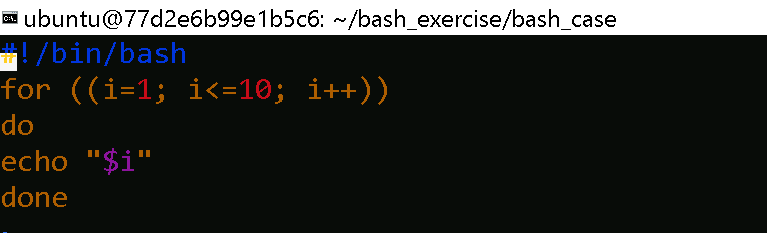 ubuntu@77d2e6b99e1b5c6: ~/bash_exercise/bash_case
#!/bin/bash
for ((i=1; i<=10; i++))
do
echo "$i"
done